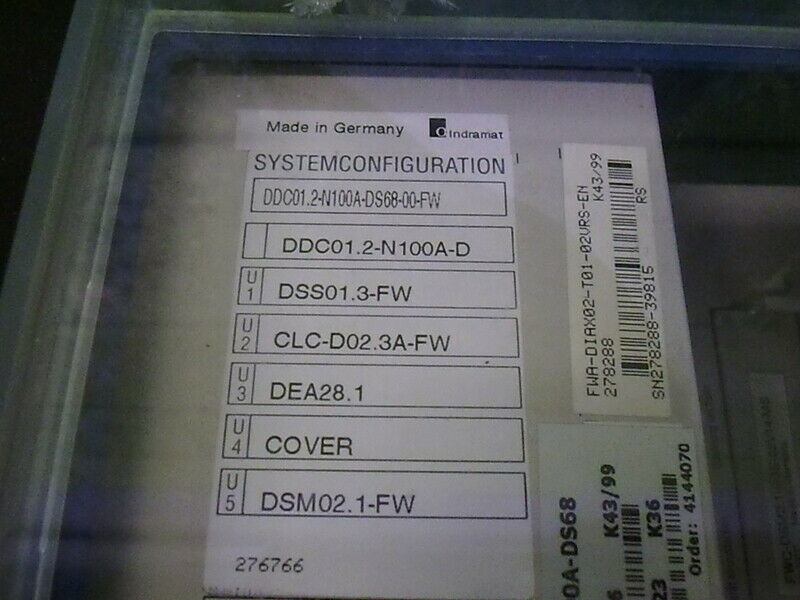 Made in Germany Indramat
SYSTEMCONFIGURATION
DDC01.2-N100A-DS68-00-FW
DDC01.2-N100A-D
U1 DSS01.3-FW
U2 CLC-D02.3A-FW
U3 DEA28.1
U4 COVER
U5 DSM02.1-FW
276766
FWA-DIAX02-T01-02VRS-EN
278288 K43/99
SN278288-39815 RS
0A-DS68
K43/99
23 K36
Order: 4144070